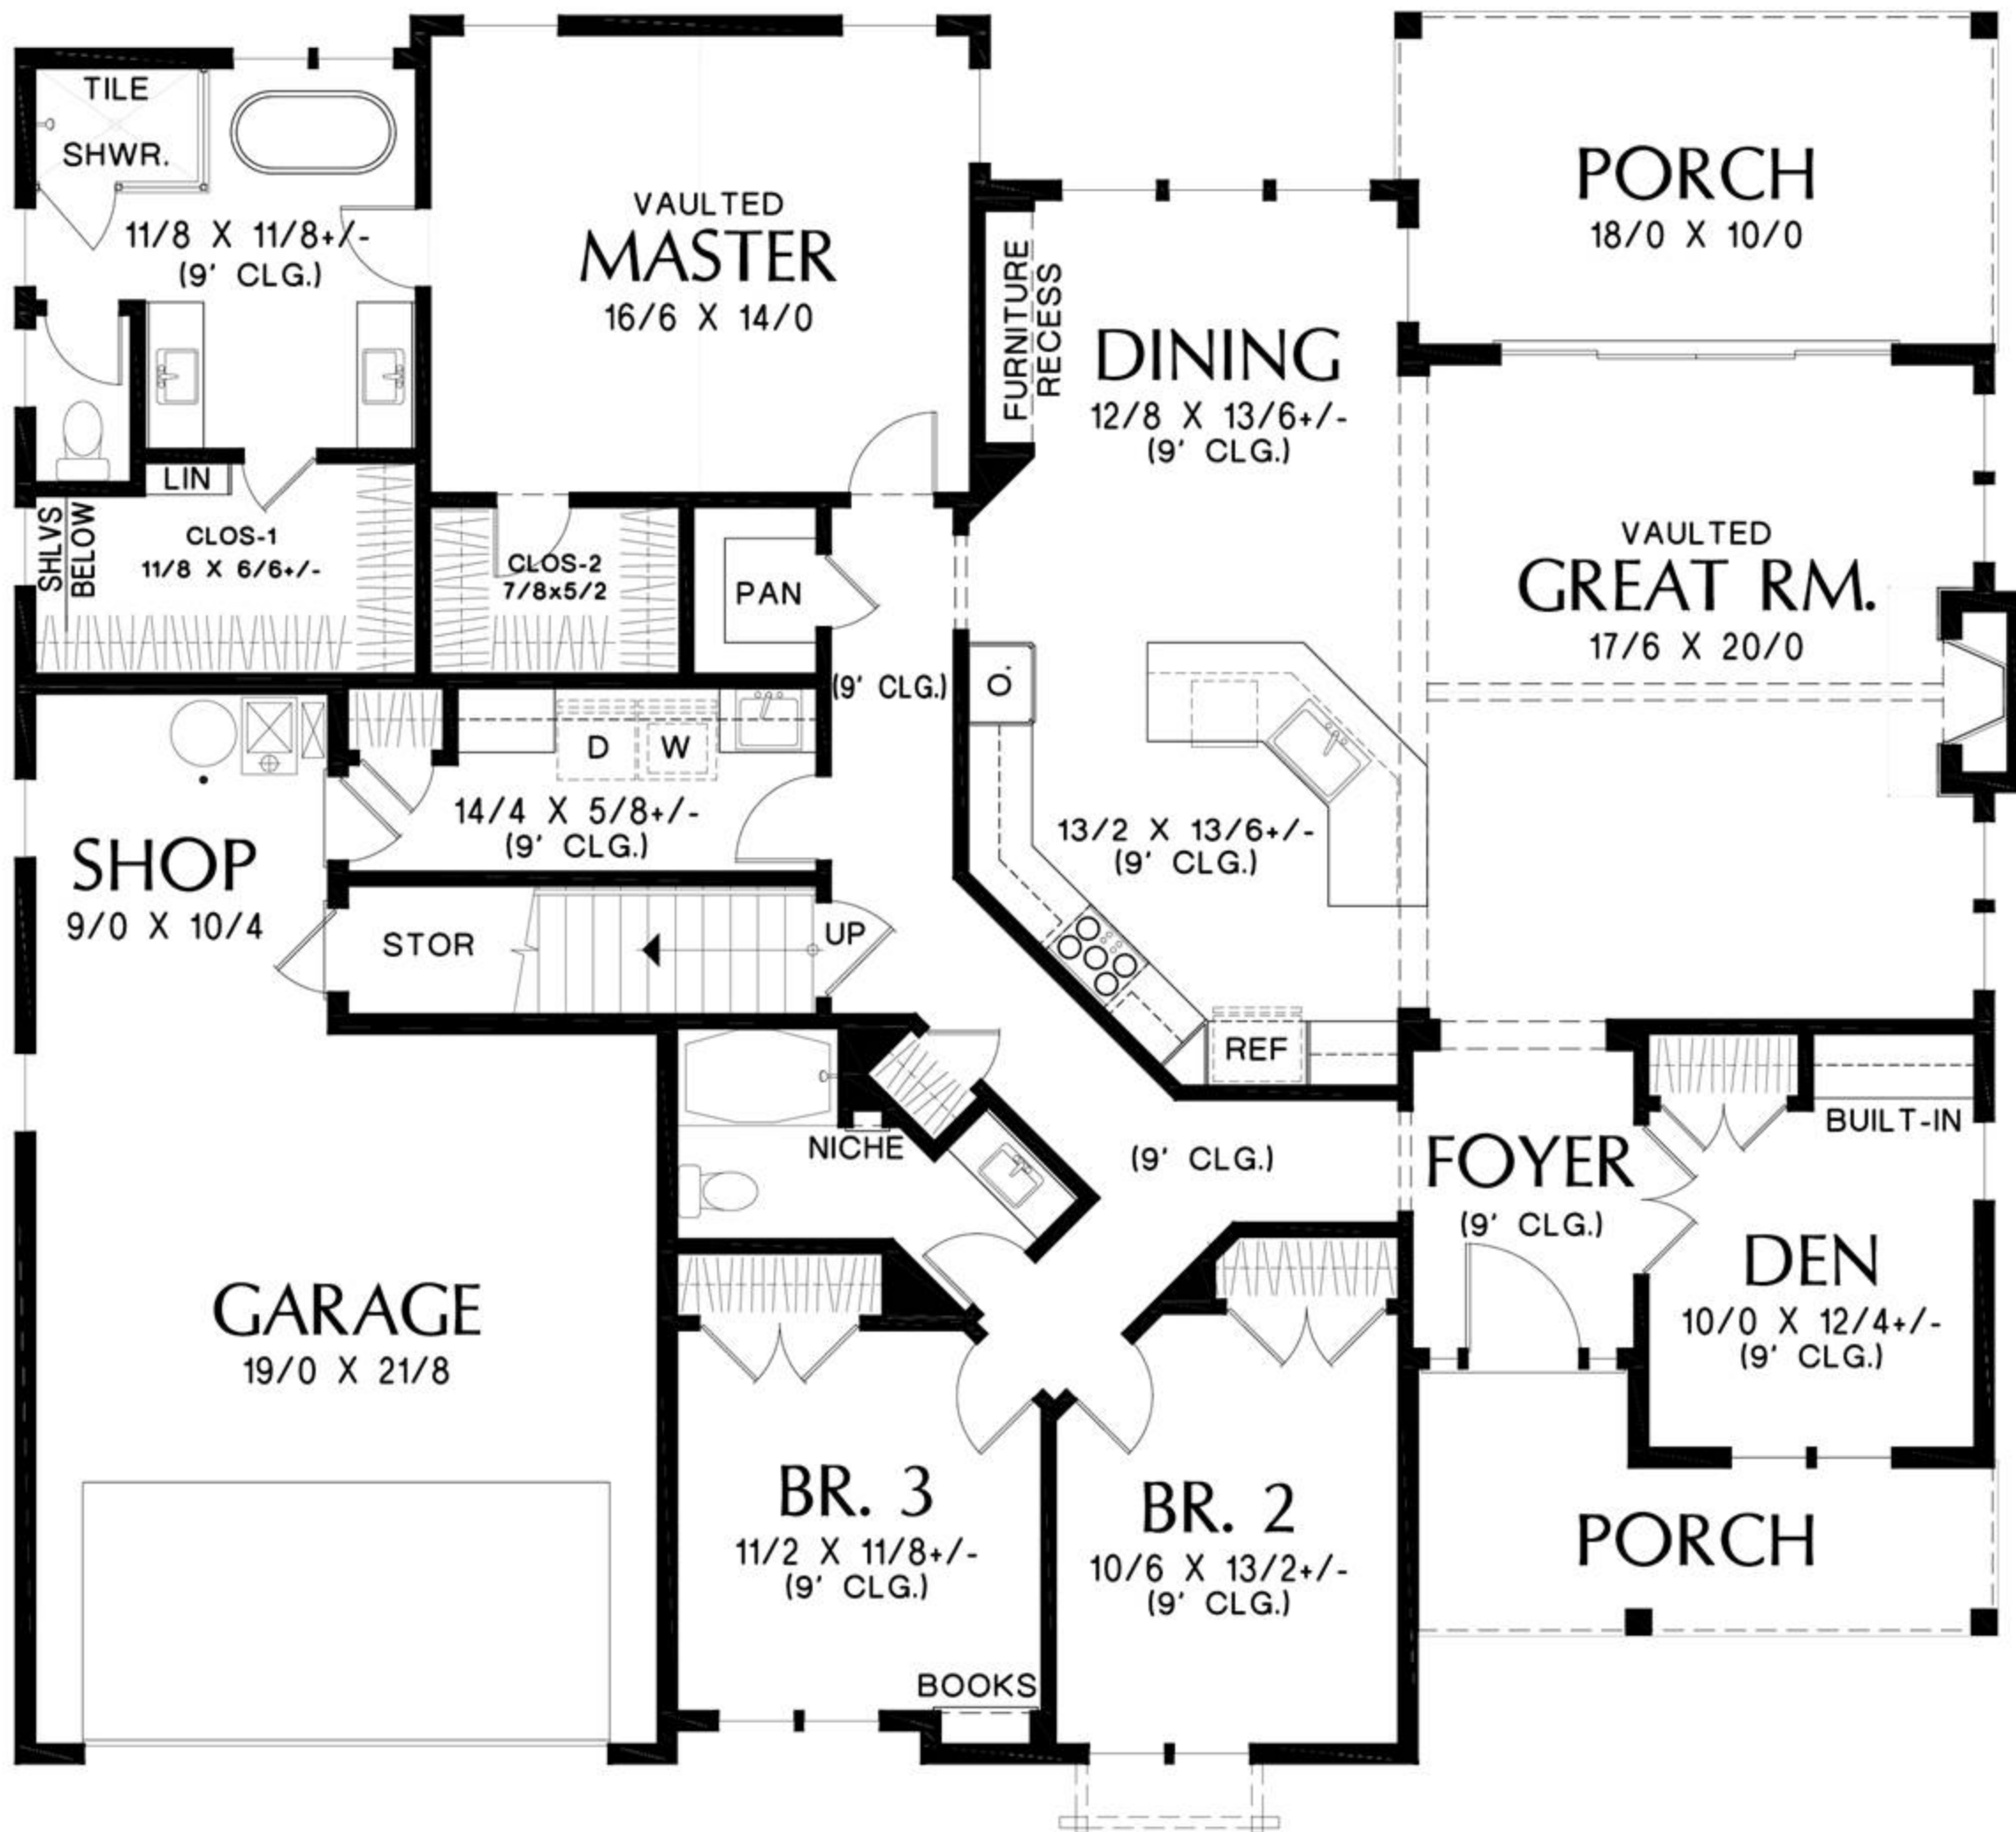 TILE
SHWR.
11/8 X 11/8+/-
(9' CLG.)
VAULTED
MASTER
16/6 X 14/0
FURNITURE
RECESS
DINING
12/8 X 13/6+/-
(9' CLG.)
PORCH
18/0 X 10/0
LIN
SHLVS
BELOW
CLOS-1
11/8 X 6/6+/-
CLOS-2
7/8x5/2
PAN
(9' CLG.)
O.
VAULTED
GREAT RM.
17/6 X 20/0
D
W
14/4 X 5/8+/-
(9' CLG.)
13/2 X 13/6+/-
(9' CLG.)
SHOP
9/0 X 10/4
STOR
UP
REF
NICHE
(9' CLG.)
FOYER
(9' CLG.)
BUILT-IN
DEN
10/0 X 12/4+/-
(9' CLG.)
GARAGE
19/0 X 21/8
BR. 3
11/2 X 11/8+/-
(9' CLG.)
BR. 2
10/6 X 13/2+/-
(9' CLG.)
PORCH
BOOKS